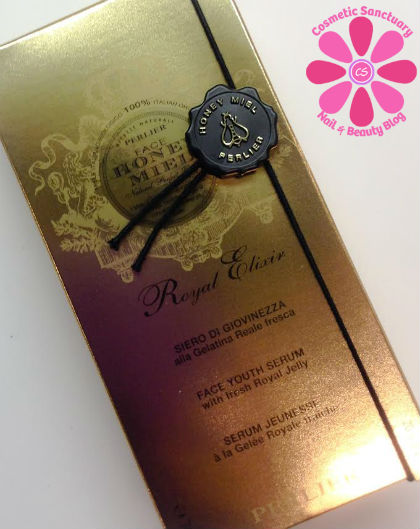 Cosmetic Sanctuary
CS
Nail & Beauty Blog
HONEY MIEL
PERLIER
100% ITALIAN
PERLIER
FACE
HONEY
MIEL
Royal Elixir
SIERO DI GIOVINEZZA
alla Gelatina Reale fresca
FACE YOUTH SERUM
with fresh Royal Jelly
SERUM JEUNESSE
à la Gelée Royale fraîche
PERLIER